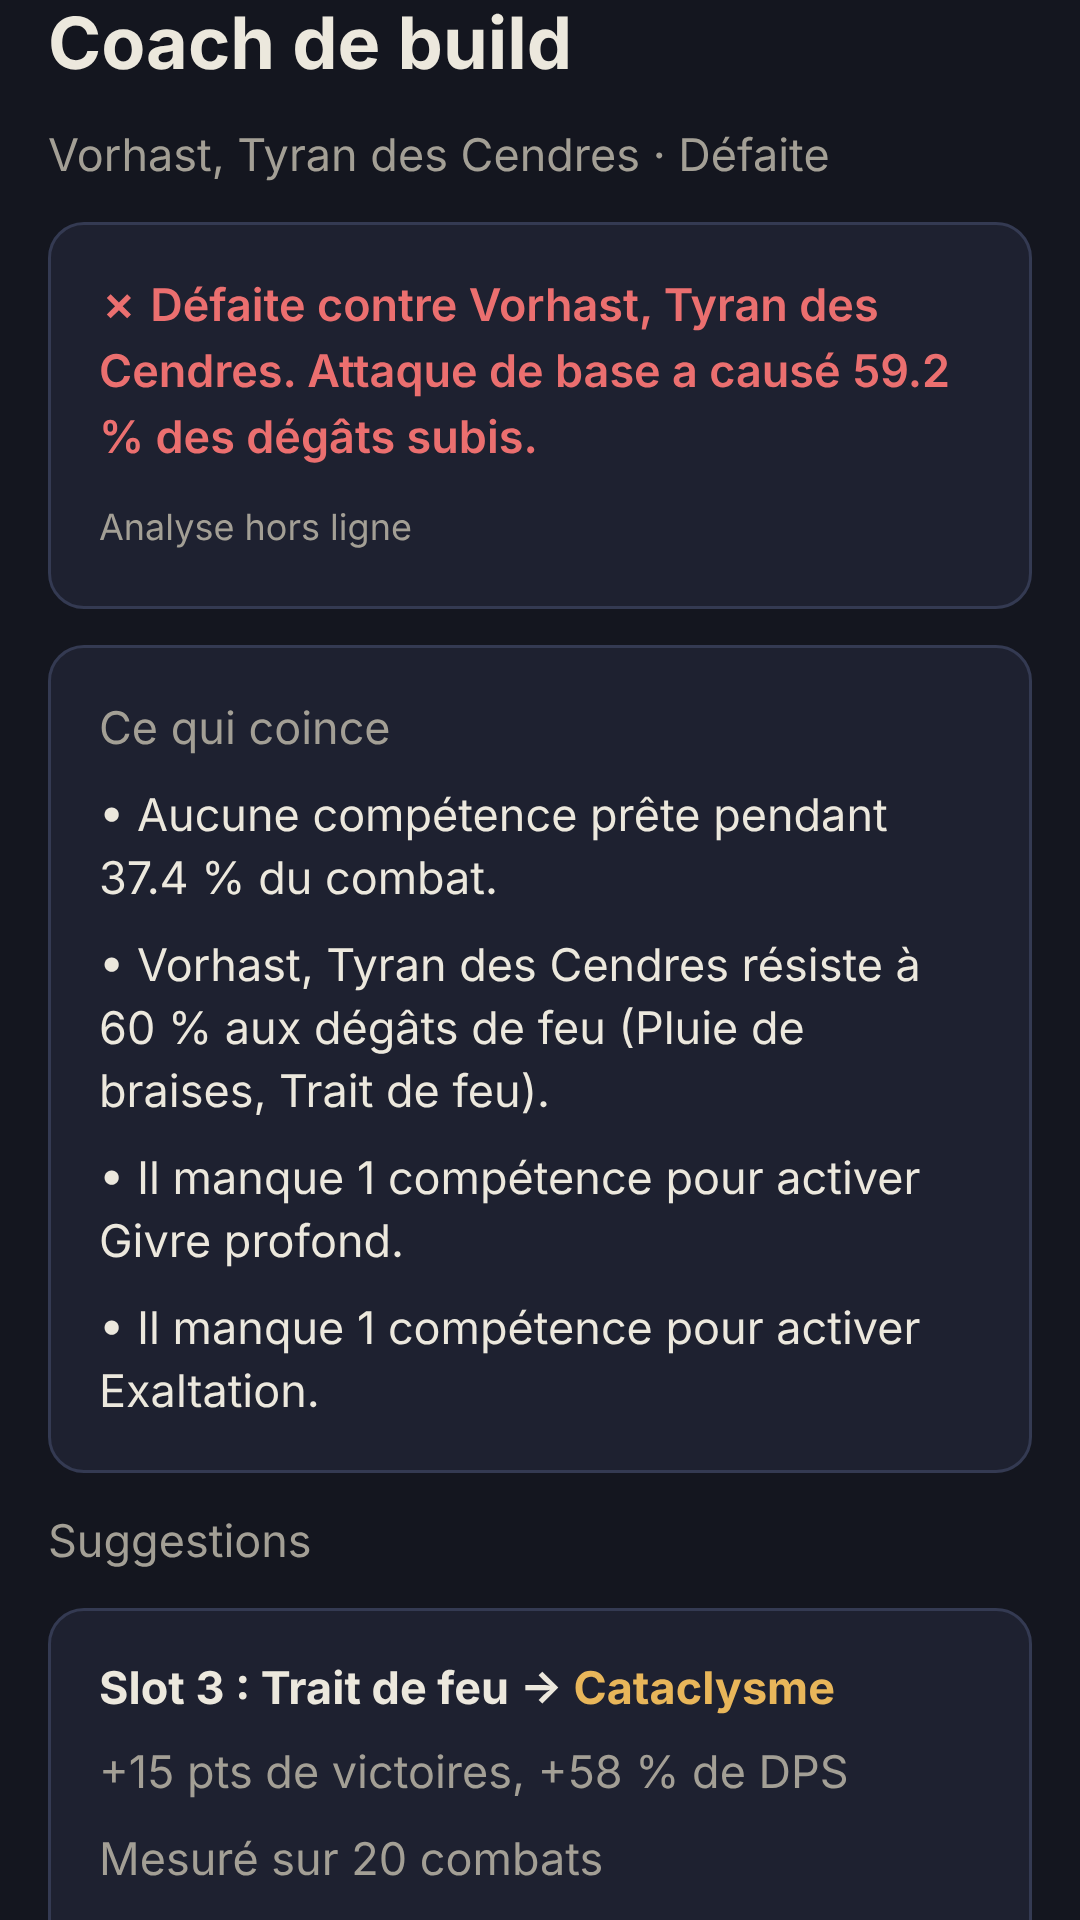 Coach de build
Vorhast, Tyran des Cendres · Défaite
× Défaite contre Vorhast, Tyran des
Cendres. Attaque de base a causé 59.2
% des dégâts subis.
Analyse hors ligne
Ce qui coince
• Aucune compétence prête pendant
37.4 % du combat.
• Vorhast, Tyran des Cendres résiste à
60 % aux dégâts de feu (Pluie de
braises, Trait de feu).
• Il manque 1 compétence pour activer
Givre profond.
• Il manque 1 compétence pour activer
Exaltation.
Suggestions
Slot 3 : Trait de feu → Cataclysme
+15 pts de victoires, +58 % de DPS
Mesuré sur 20 combats